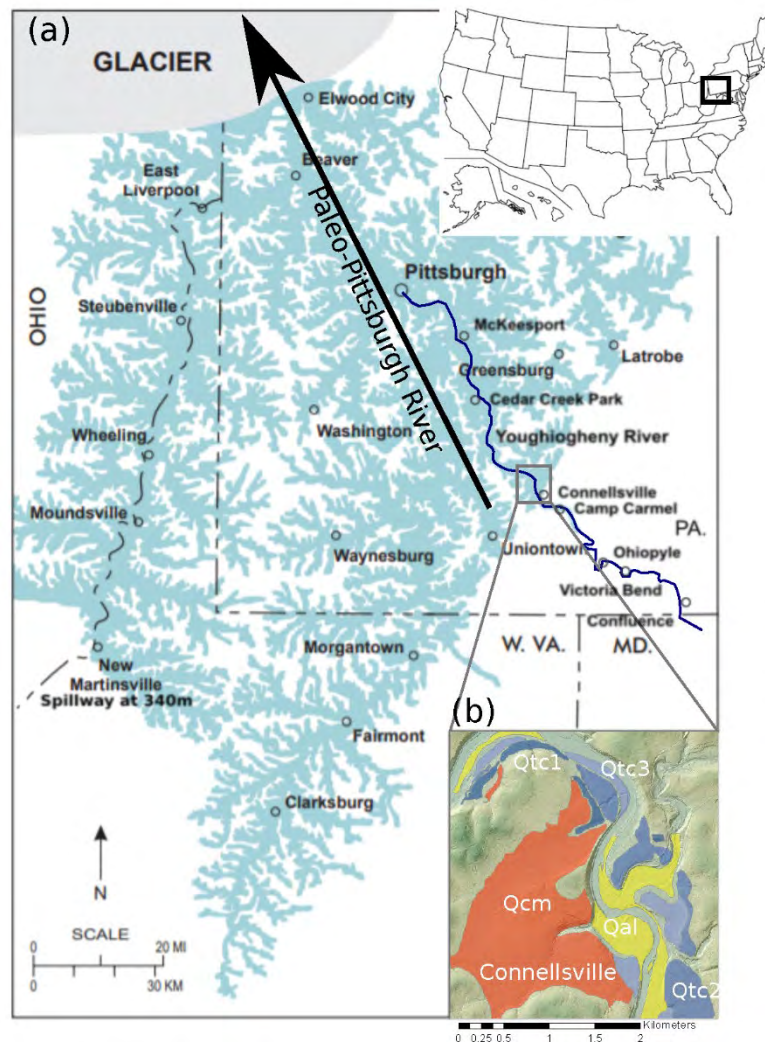 (a)
GLACIER
Elwood City
Beaver
East
Liverpool
Paleo-Pittsburgh River
Pittsburgh
OHIO
Steubenville
McKeesport
Greensburg
Latrobe
Cedar Creek Park
Washington
Youghiogheny River
Wheeling
Connellsville
Camp Carmel
Moundsville
PA.
Waynesburg
Uniontown
Ohiopyle
Victoria Bend
Confluence
W. VA.
MD.
Morgantown
New
Martinsville
Spillway at 340m
Fairmont
Clarksburg
N
SCALE
0 20 MI
0 30 KM
(b)
Qtc1
Qtc3
Qcm
Qal
Connellsville
Qtc2
Kilometers
0 0.25 0.5 1 1.5 2